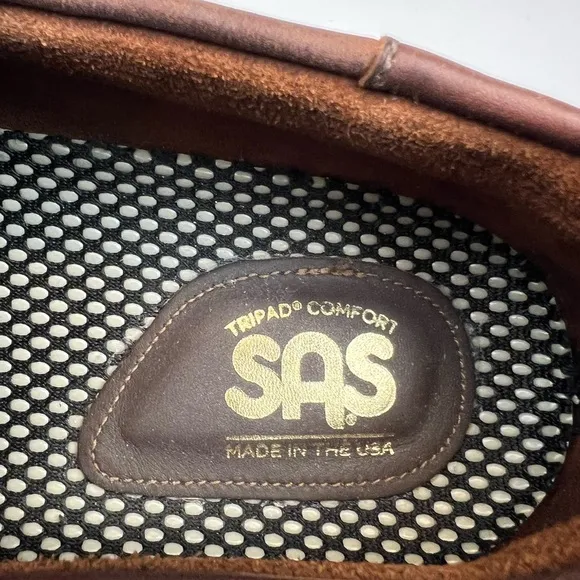 TRIPAD® COMFORT
SAS®
MADE IN THE USA